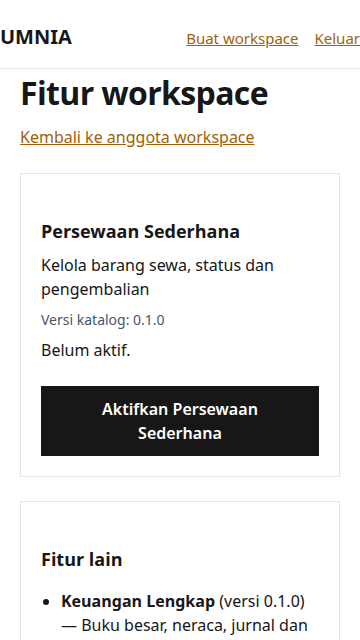 UMNIA
Buat workspace Keluar
Fitur workspace
Kembali ke anggota workspace
Persewaan Sederhana
Kelola barang sewa, status dan
pengembalian
Versi katalog: 0.1.0
Belum aktif.
Aktifkan Persewaan
Sederhana
Fitur lain
• Keuangan Lengkap (versi 0.1.0)
— Buku besar, neraca, jurnal dan